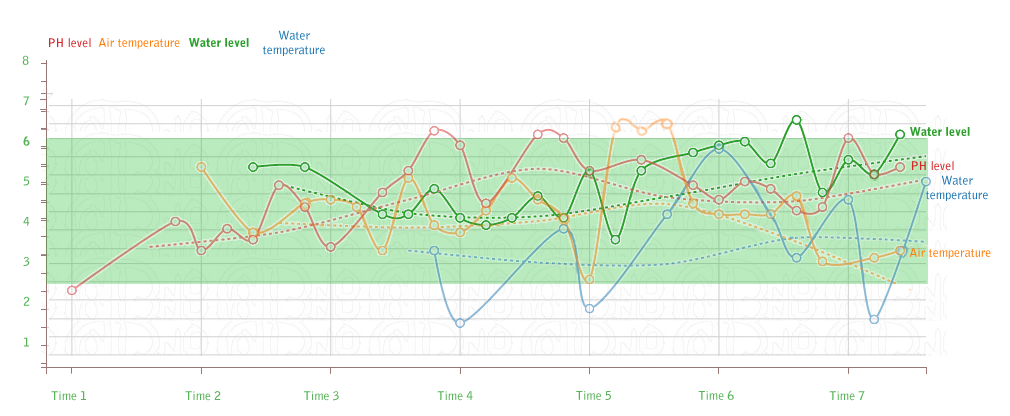 PH level Air temperature Water level Water
temperature
8
7
6
5
4
3
2
1
Water level
PH level
Water
temperature
Air temperature
Time 1 Time 2 Time 3 Time 4 Time 5 Time 6 Time 7